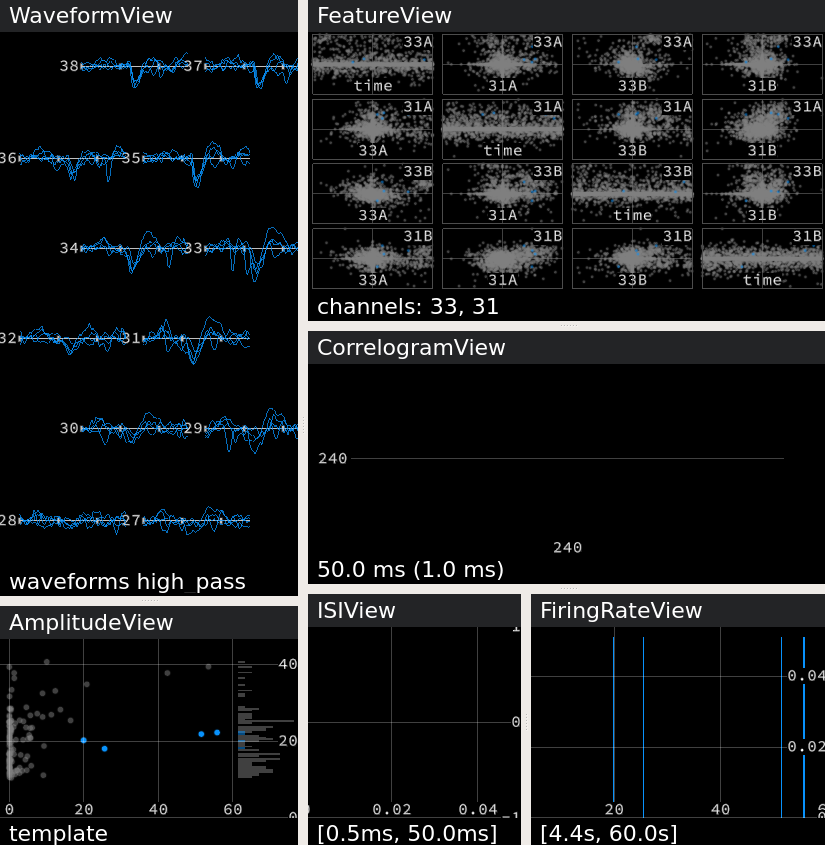 WaveformView
38 37
36 35
34 33
32 31
30 29
28 27
waveforms high_pass
AmplitudeView
40
20
0 20 40 60 0
template
FeatureView
33A 33A 33A 33A
time 31A 33B 31B
31A 31A 31A 31A
33A time 33B 31B
33B 33B 33B 33B
33A 31A time 31B
31B 31B 31B 31B
33A 31A 33B time
channels: 33, 31
CorrelogramView
240
240
50.0 ms (1.0 ms)
ISIView
1
0
0.02 0.04 -1
[0.5ms, 50.0ms]
FiringRateView
0.04
0.02
20 40
[4.4s, 60.0s]